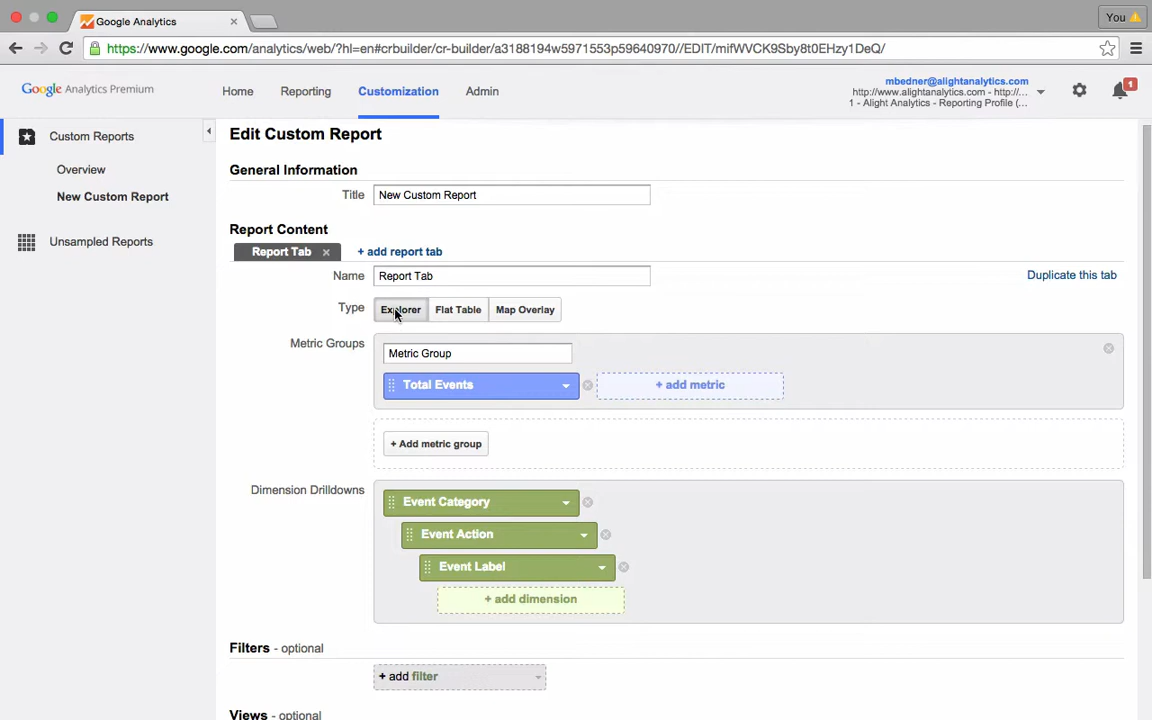 Google Analytics
You
https://www.google.com/analytics/web/?hl=en#crbuilder/cr-builder/a3188194w5971553p59640970//EDIT/mifWVCK9Sby8t0EHzy1DeQ/
Google Analytics Premium
Home
Reporting
Customization
Admin
mbedner@alightanalytics.com
http://www.alightanalytics.com - http://...
1 - Alight Analytics - Reporting Profile (...
1
Custom Reports
Overview
New Custom Report
Unsampled Reports
Edit Custom Report
General Information
Title New Custom Report
Report Content
Report Tab + add report tab
Name Report Tab Duplicate this tab
Type Explorer Flat Table Map Overlay
Metric Groups Metric Group
Total Events + add metric
+ Add metric group
Dimension Drilldowns Event Category
Event Action
Event Label
+ add dimension
Filters - optional
+ add filter
Views - optional